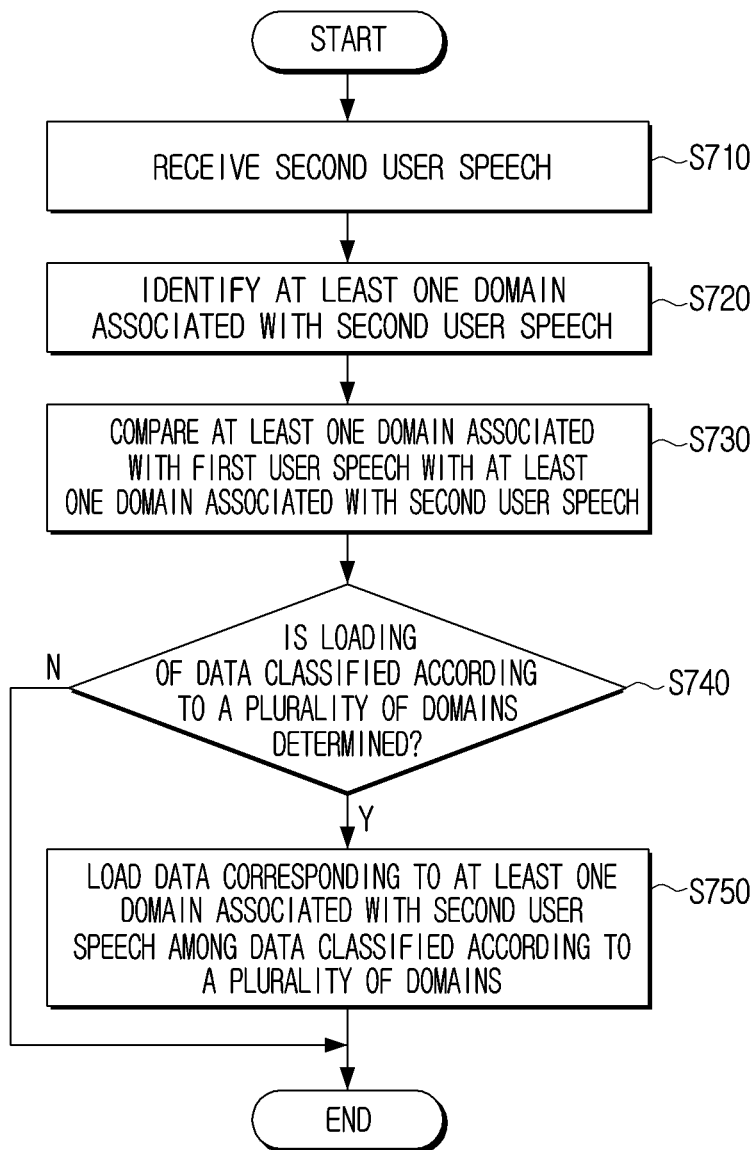 START
RECEIVE SECOND USER SPEECH
S710
IDENTIFY AT LEAST ONE DOMAIN
ASSOCIATED WITH SECOND USER SPEECH
S720
COMPARE AT LEAST ONE DOMAIN ASSOCIATED
WITH FIRST USER SPEECH WITH AT LEAST
ONE DOMAIN ASSOCIATED WITH SECOND USER SPEECH
S730
IS LOADING
OF DATA CLASSIFIED ACCORDING
TO A PLURALITY OF DOMAINS
DETERMINED?
S740
N
Y
LOAD DATA CORRESPONDING TO AT LEAST ONE
DOMAIN ASSOCIATED WITH SECOND USER
SPEECH AMONG DATA CLASSIFIED ACCORDING TO
A PLURALITY OF DOMAINS
S750
END